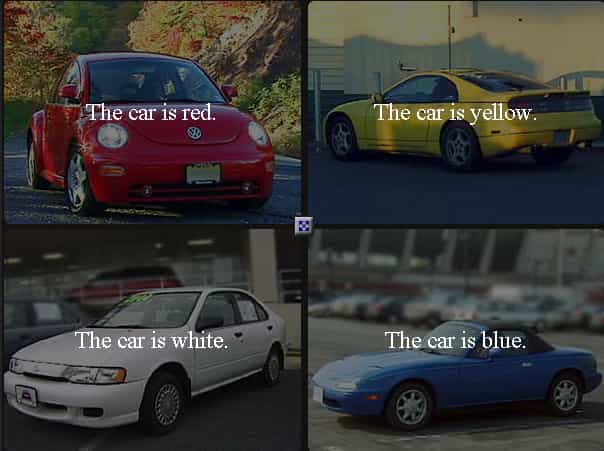 The car is red.
The car is yellow.
The car is white.
The car is blue.